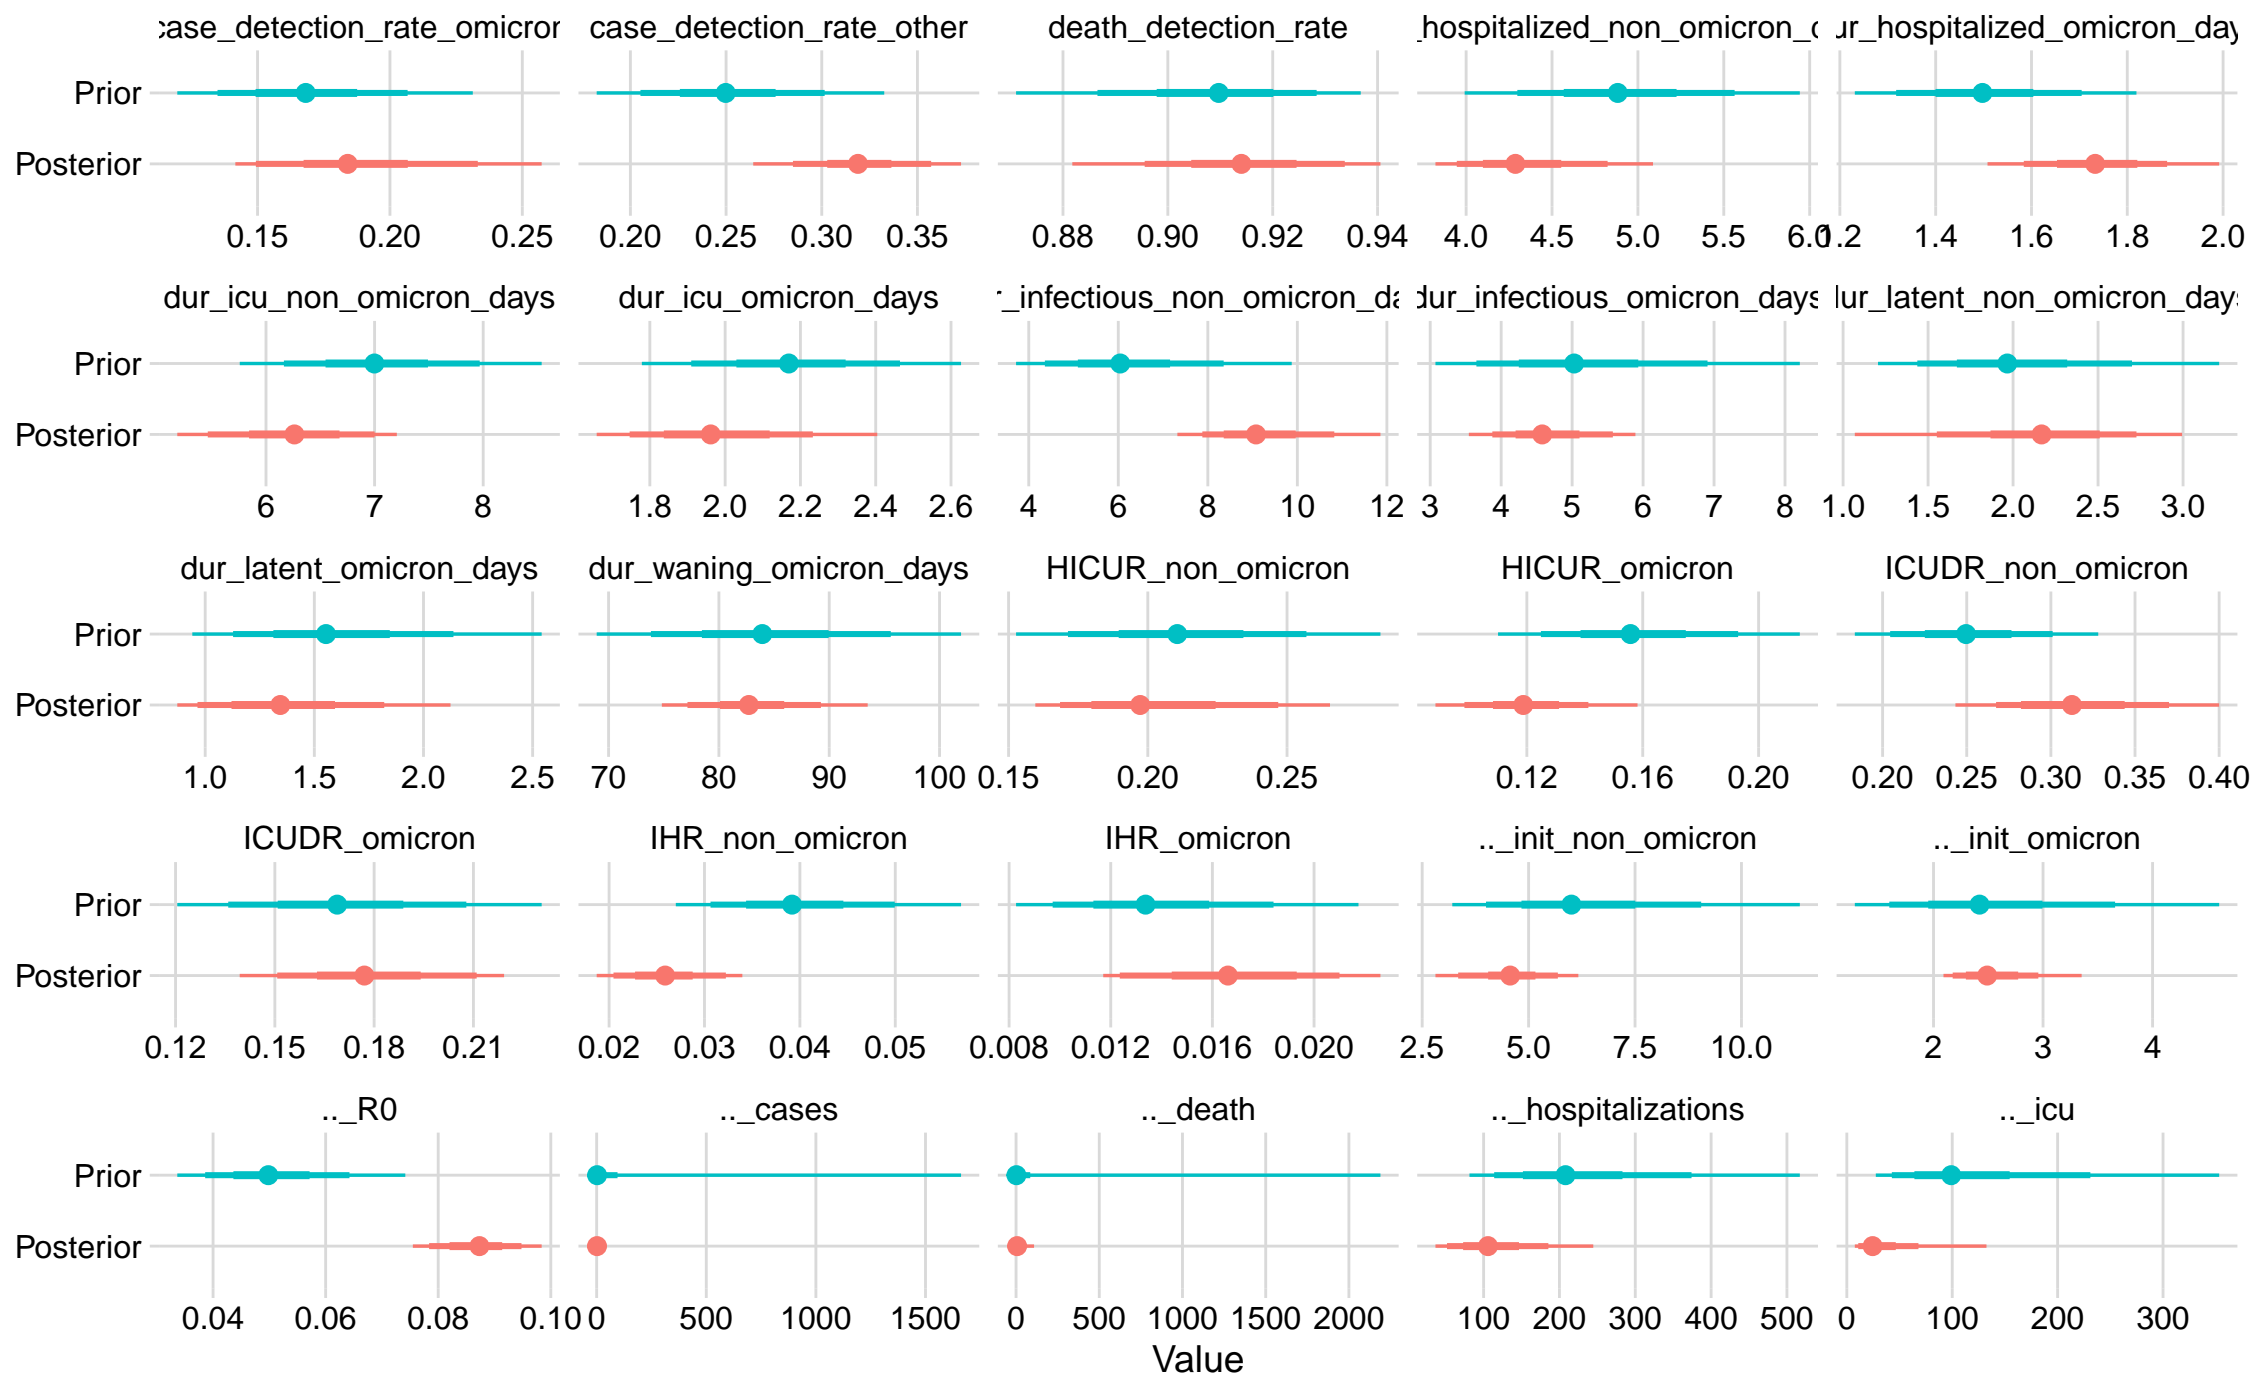 case_detection_rate_omicron case_detection_rate_other death_detection_rate _hospitalized_non_omicron_ ur_hospitalized_omicron_day
Prior
Posterior
0.15 0.20 0.25 0.20 0.25 0.30 0.35 0.88 0.90 0.92 0.94 4.0 4.5 5.0 5.5 6.0 1.2 1.4 1.6 1.8 2.0
dur_icu_non_omicron_days dur_icu_omicron_days r_infectious_non_omicron_da dur_infectious_omicron_days dur_latent_non_omicron_days
Prior
Posterior
6 7 8 1.8 2.0 2.2 2.4 2.6 4 6 8 10 12 3 4 5 6 7 8 1.0 1.5 2.0 2.5 3.0
dur_latent_omicron_days dur_waning_omicron_days HICUR_non_omicron HICUR_omicron ICUDR_non_omicron
Prior
Posterior
1.0 1.5 2.0 2.5 70 80 90 100 0.15 0.20 0.25 0.12 0.16 0.20 0.20 0.25 0.30 0.35 0.40
ICUDR_omicron IHR_non_omicron IHR_omicron .._init_non_omicron .._init_omicron
Prior
Posterior
0.12 0.15 0.18 0.21 0.02 0.03 0.04 0.05 0.008 0.012 0.016 0.020 2.5 5.0 7.5 10.0 2 3 4
.._R0 .._cases .._death .._hospitalizations .._icu
Prior
Posterior
0.04 0.06 0.08 0.10 0 500 1000 1500 0 500 1000 1500 2000 100 200 300 400 500 0 100 200 300
Value